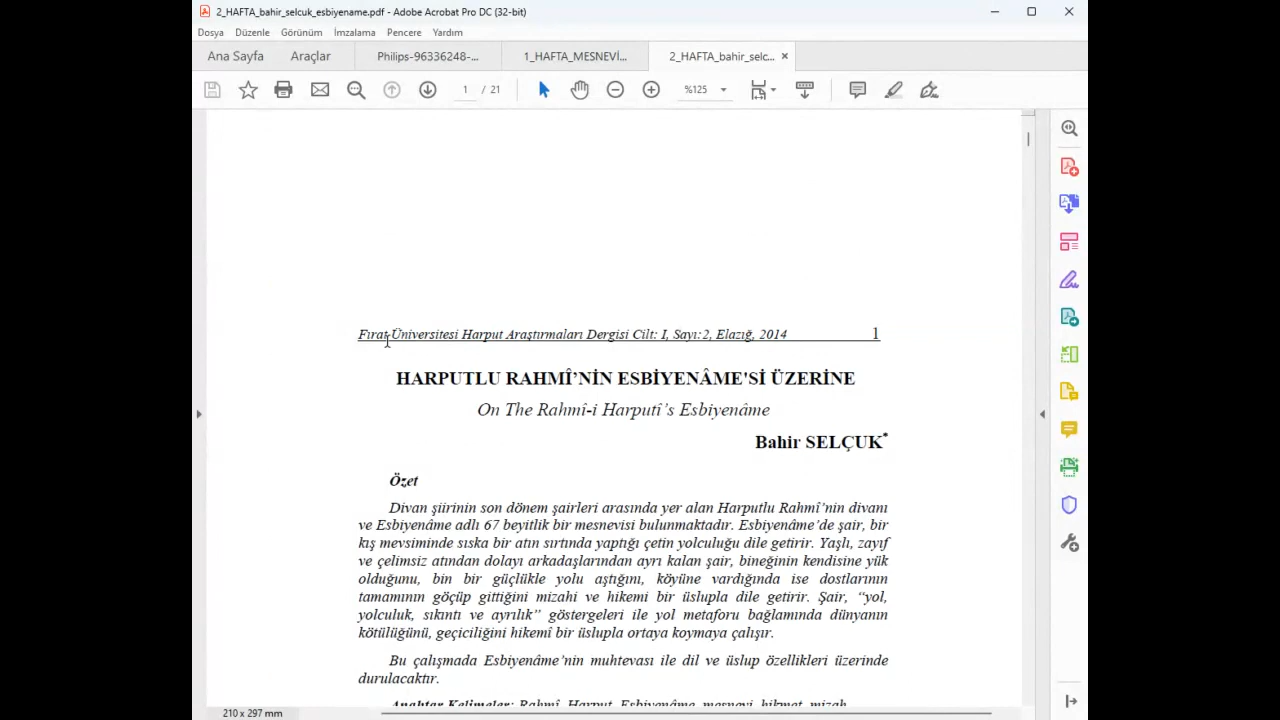 2_HAFTA_bahir_selcuk_esbiyename.pdf - Adobe Acrobat Pro DC (32-bit)
Dosya Düzenle Görünüm İmzalama Pencere Yardım
Ana Sayfa Araçlar Philips-96336248-... 1_HAFTA_MESNEVİ... 2_HAFTA_bahir_selc... ×
1 / 21 %125
Fırat Üniversitesi Harput Araştırmaları Dergisi Cilt: I, Sayı:2, Elazığ, 2014 1
HARPUTLU RAHMÎ’NİN ESBİYENÂME'Sİ ÜZERİNE
On The Rahmî-i Harputî’s Esbiyenâme
Bahir SELÇUK*
Özet
Divan şiirinin son dönem şairleri arasında yer alan Harputlu Rahmî’nin divanı
ve Esbiyenâme adlı 67 beyitlik bir mesnevisi bulunmaktadır. Esbiyenâme’de şair, bir
kış mevsiminde sıska bir atın sırtında yaptığı çetin yolculuğu dile getirir. Yaşlı, zayıf
ve çelimsiz atından dolayı arkadaşlarından ayrı kalan şair, bineğinin kendisine yük
olduğunu, bin bir güçlükle yolu aştığını, köyüne vardığında ise dostlarının
tamamının göçüp gittiğini mizahi ve hikemi bir üslupla dile getirir. Şair, “yol,
yolculuk, sıkıntı ve ayrılık” göstergeleri ile yol metaforu bağlamında dünyanın
kötülüğünü, geçiciliğini hikemî bir üslupla ortaya koymaya çalışır.
Bu çalışmada Esbiyenâme’nin muhtevası ile dil ve üslup özellikleri üzerinde
durulacaktır.
Anahtar Kelimeler: Rahmî, Harput, Esbiyenâme, mesnevi, hikmet, mizah
210 x 297 mm